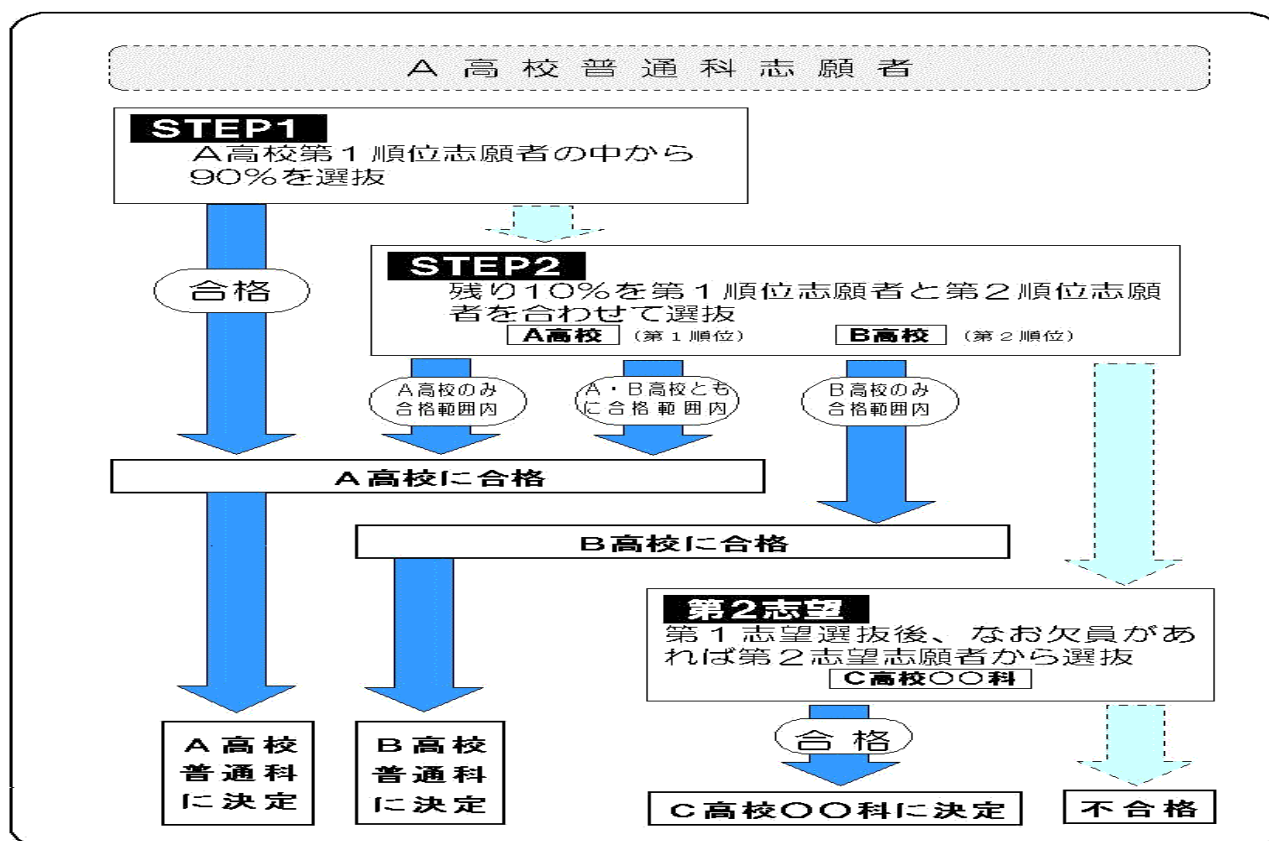 A高校普通科志願者
STEP1
A高校第1順位志願者の中から
90%を選抜
合格
STEP2
残り10%を第1順位志願者と第2順位志願
者を合わせて選抜
A高校 (第1順位) B高校 (第2順位)
A高校のみ
合格範囲内
A・B高校とも
に合格範囲内
B高校のみ
合格範囲内
A高校に合格
B高校に合格
第2志望
第1志望選抜後、なお欠員があ
れば第2志望志願者から選抜
C高校〇〇科
合格
A高校
普通科
に決定
B高校
普通科
に決定
C高校〇〇科に決定
不合格